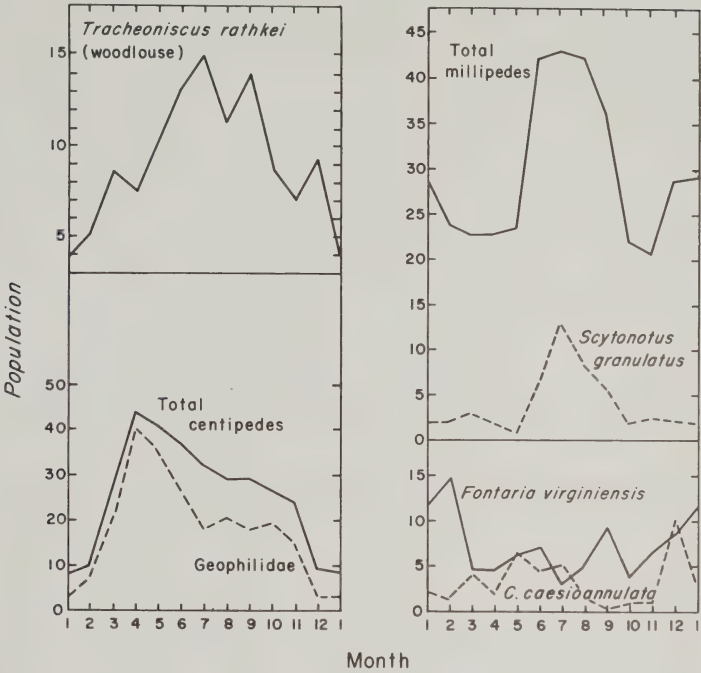 Tracheoniscus rathkei
(woodlouse)
15
10
5
Total
centipedes
Geophilidae
50
40
30
20
10
0
1 2 3 4 5 6 7 8 9 10 11 12 1
Total
millipedes
45
40
35
30
25
20
15
10
5
0
Scytonotus
granulatus
15
10
5
0
Fontaria virginiensis
C. caesioannulata
1 2 3 4 5 6 7 8 9 10 11 12 1
Population
Month